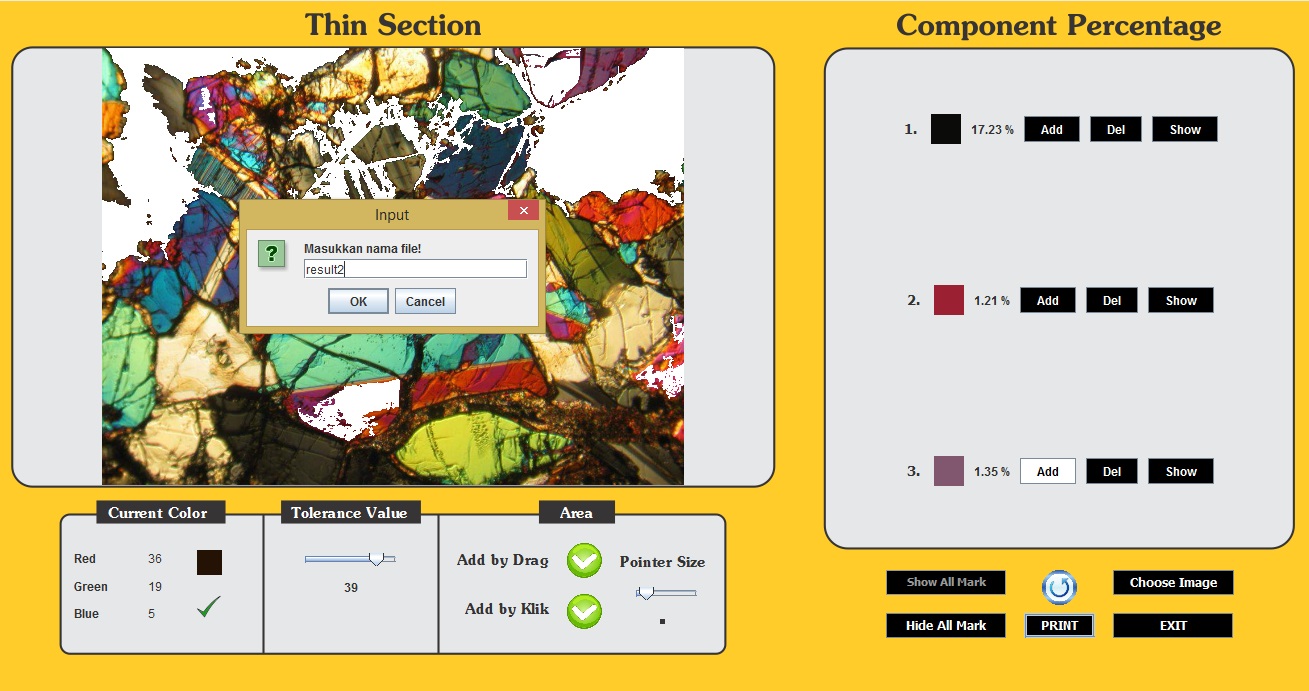 Thin Section
Component Percentage
Input
Masukkan nama file!
result2
OK Cancel
1. 17.23 % Add Del Show
2. 1.21 % Add Del Show
3. 1.35 % Add Del Show
Current Color
Red 36
Green 19
Blue 5
Tolerance Value
39
Area
Add by Drag
Add by Klik
Pointer Size
Show All Mark
Choose Image
Hide All Mark
PRINT
EXIT